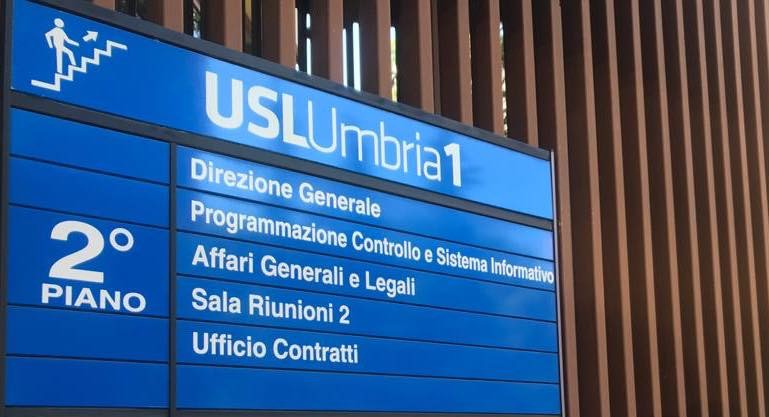 USLUmbria1
Direzione Generale
Programmazione Controllo e Sistema Informativo
Affari Generali e Legali
Sala Riunioni 2
Ufficio Contratti
2°
PIANO